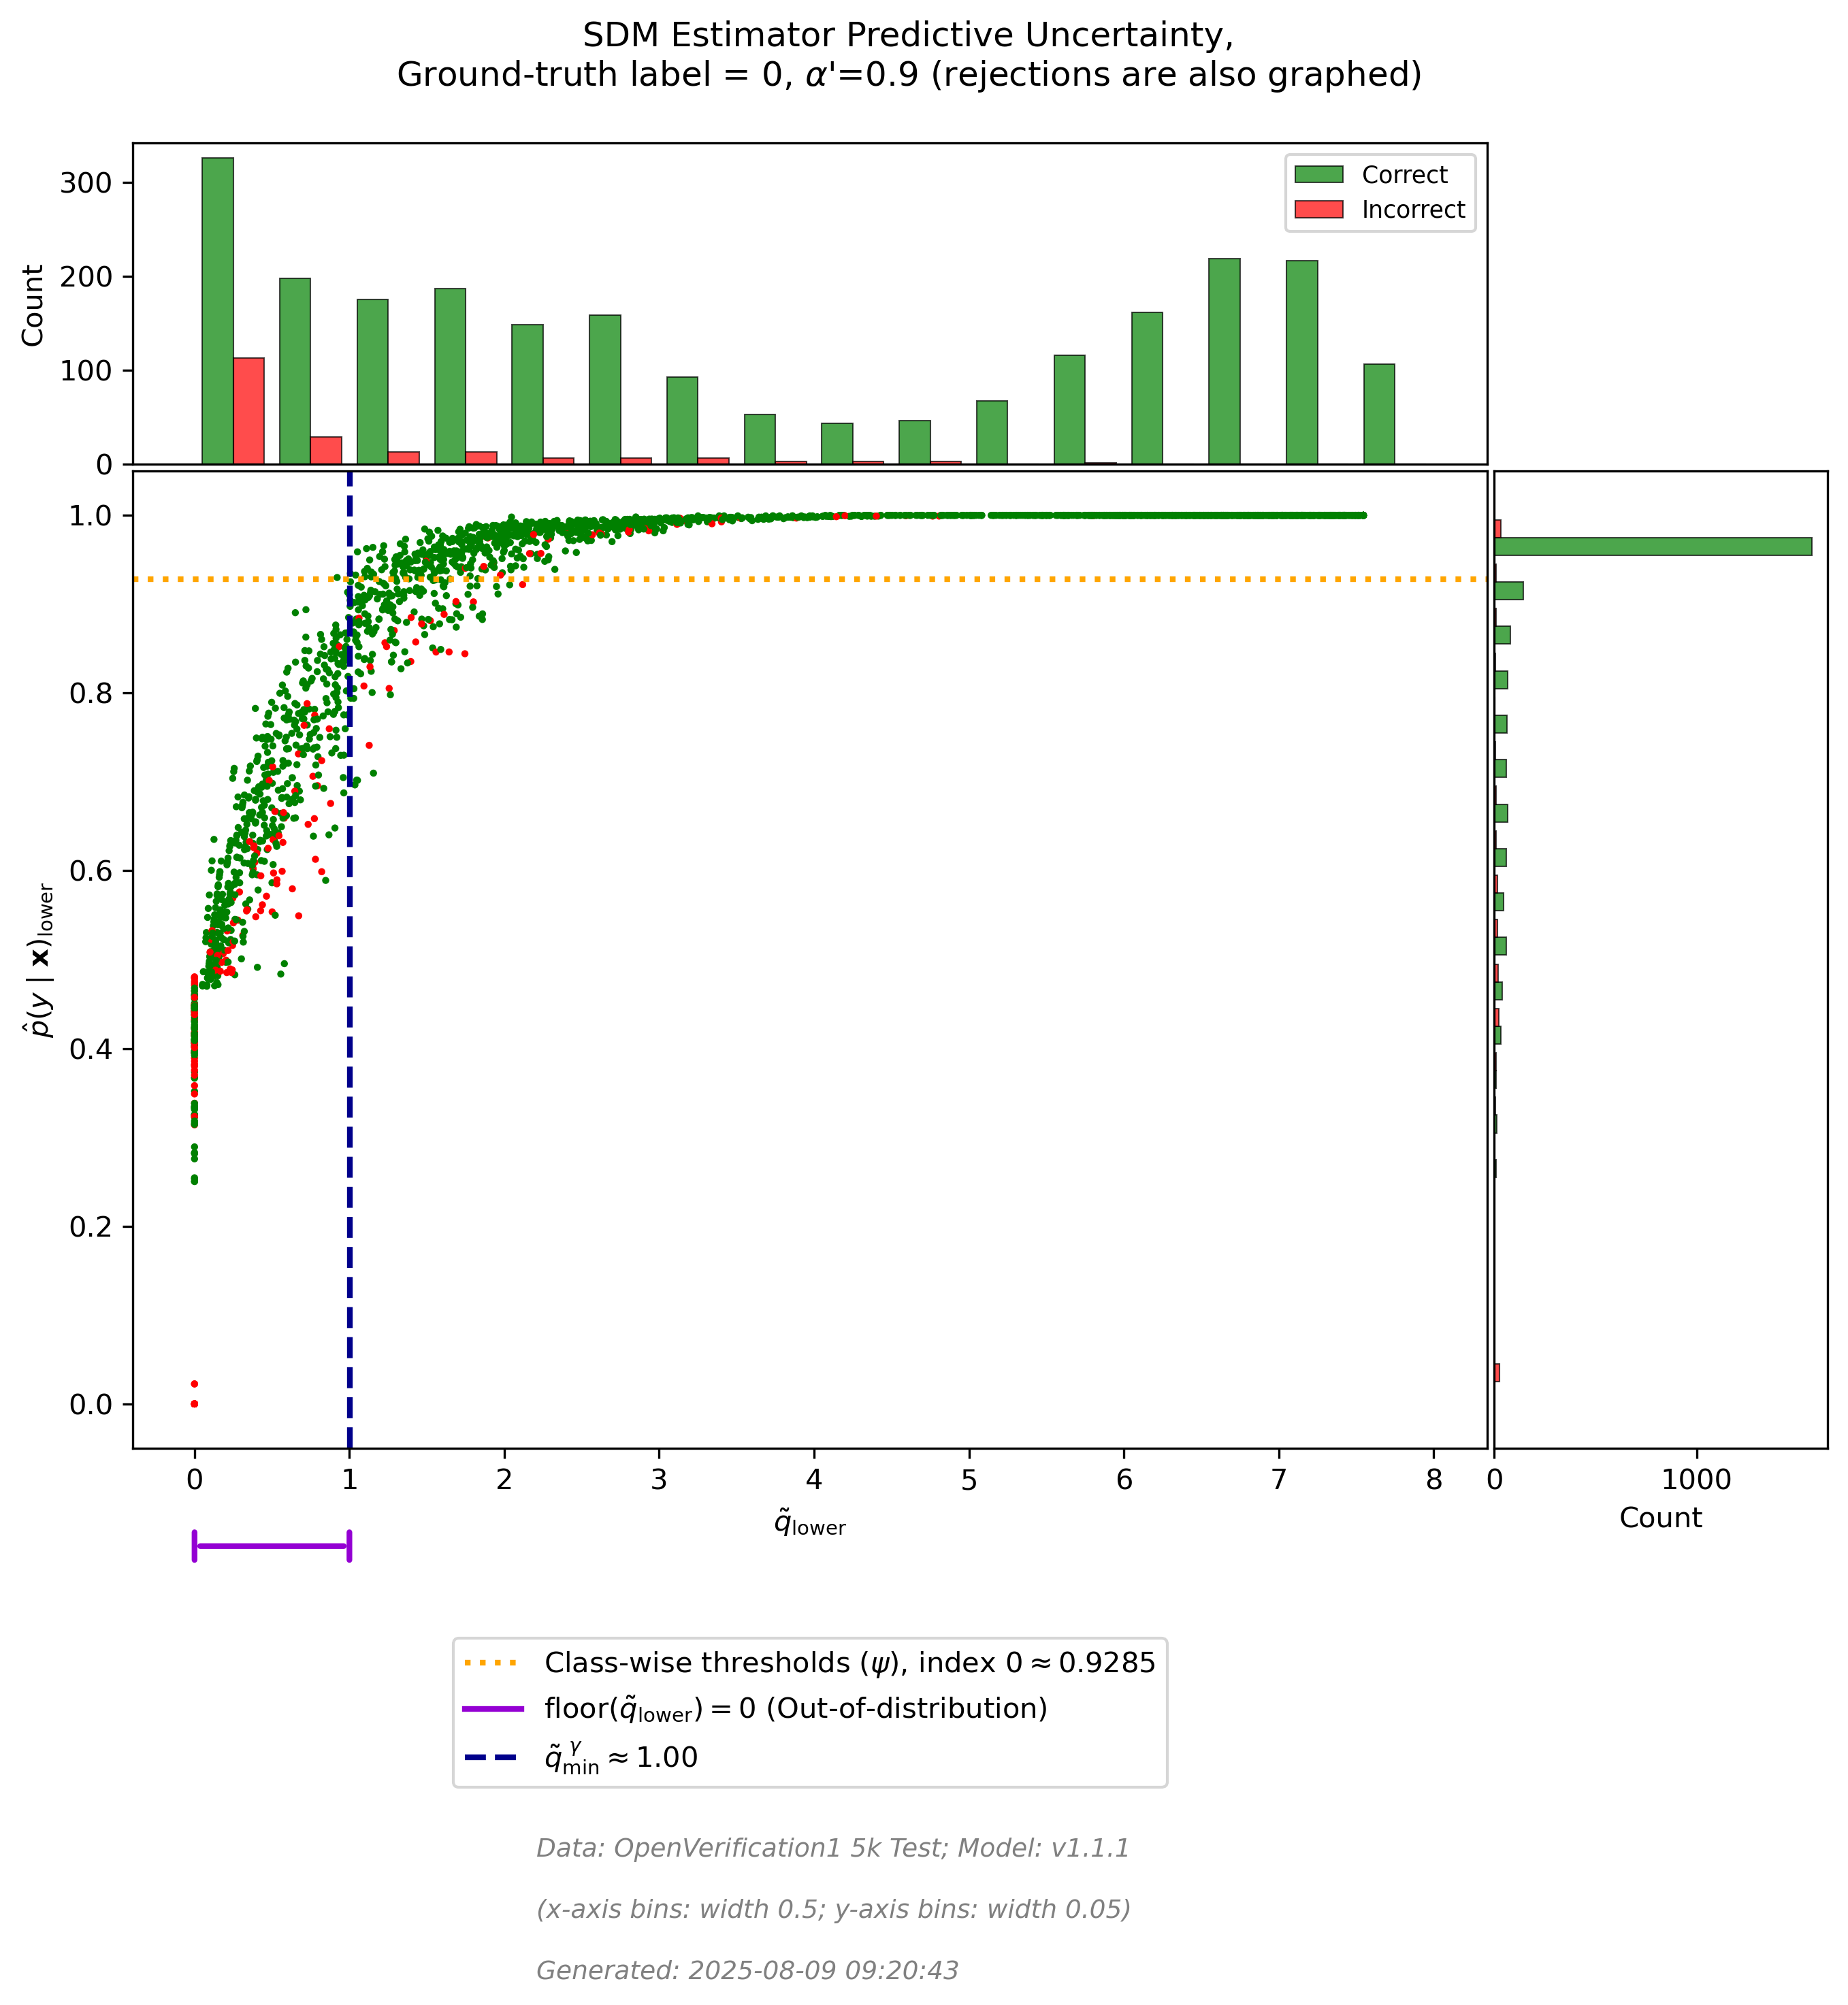 SDM Estimator Predictive Uncertainty,
Ground-truth label = 0, α'=0.9 (rejections are also graphed)
Count
300
200
100
0
Correct
Incorrect
p̂(y | x)lower
1.0
0.8
0.6
0.4
0.2
0.0
0 1 2 3 4 5 6 7 8
q̃lower
0 1000
Count
Class-wise thresholds (ψ), index 0 ≈ 0.9285
floor(q̃lower) = 0 (Out-of-distribution)
q̃γmin ≈ 1.00
Data: OpenVerification1 5k Test; Model: v1.1.1
(x-axis bins: width 0.5; y-axis bins: width 0.05)
Generated: 2025-08-09 09:20:43